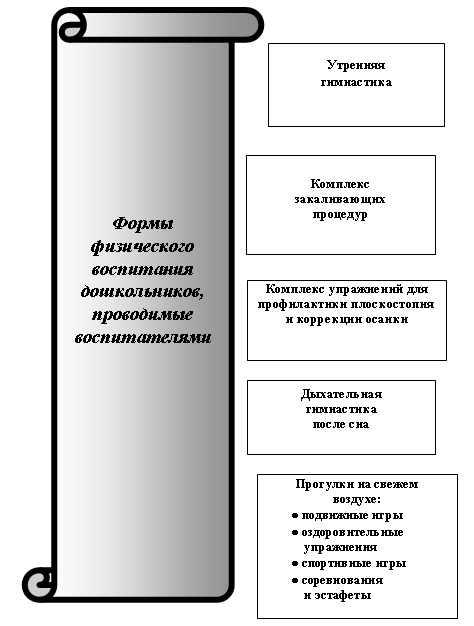 Формы
физического
воспитания
дошкольников,
проводимые
воспитателями
Утренняя
гимнастика
Комплекс
закаливающих
процедур
Комплекс упражнений для
профилактики плоскостопия
и коррекции осанки
Дыхательная
гимнастика
после сна
Прогулки на свежем
воздухе:
● подвижные игры
● оздоровительные
упражнения
● спортивные игры
● соревнования
и эстафеты